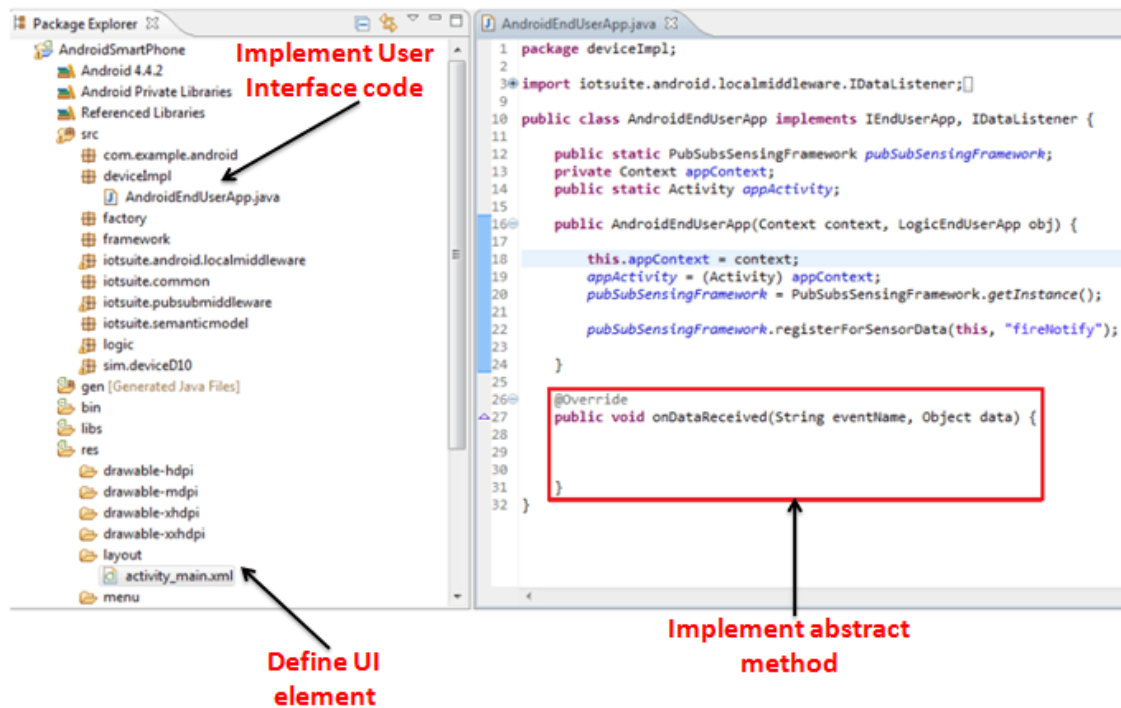 Package Explorer
AndroidSmartPhone
Android 4.4.2
Android Private Libraries
Referenced Libraries
src
com.example.android
deviceImpl
AndroidEndUserApp.java
factory
framework
iotsuite.android.localmiddleware
iotsuite.common
iotsuite.pubsubmiddleware
iotsuite.semanticmodel
logic
sim.deviceD10
gen [Generated Java Files]
bin
libs
res
drawable-hdpi
drawable-mdpi
drawable-xhdpi
drawable-xxhdpi
layout
activity_main.xml
menu
Implement User
Interface code
Define UI
element
AndroidEndUserApp.java
1 package deviceImpl;
2
3 import iotsuite.android.localmiddleware.IDataListener;
9
10 public class AndroidEndUserApp implements IEndUserApp, IDataListener {
11
12 public static PubSubsSensingFramework pubSubSensingFramework;
13 private Context appContext;
14 public static Activity appActivity;
15
16 public AndroidEndUserApp(Context context, LogicEndUserApp obj) {
17
18 this.appContext = context;
19 appActivity = (Activity) appContext;
20 pubSubSensingFramework = PubSubsSensingFramework.getInstance();
21
22 pubSubSensingFramework.registerForSensorData(this, "fireNotify");
23
24 }
25
26 @Override
27 public void onDataReceived(String eventName, Object data) {
28
29
30
31 }
32 }
Implement abstract
method